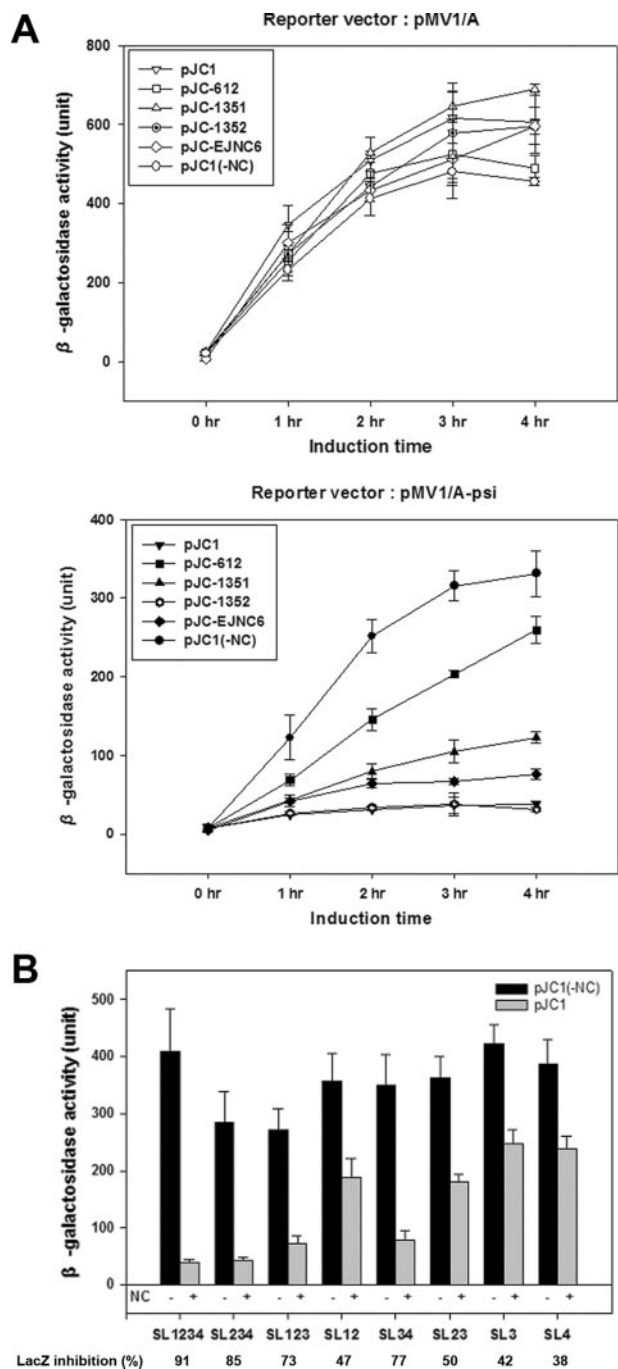 A
Reporter vector : pMV1/A
β -galactosidase activity (unit)
800
600
400
200
0
pJC1
pJC-612
pJC-1351
pJC-1352
pJC-EJNC6
pJC1(-NC)
0 hr 1 hr 2 hr 3 hr 4 hr
Induction time
Reporter vector : pMV1/A-psi
β -galactosidase activity (unit)
400
300
200
100
0
pJC1
pJC-612
pJC-1351
pJC-1352
pJC-EJNC6
pJC1(-NC)
0 hr 1 hr 2 hr 3 hr 4 hr
Induction time
B
β -galactosidase activity (unit)
500
400
300
200
100
0
pJC1(-NC)
pJC1
NC - + - + - + - + - + - + - + - +
SL1234 SL234 SL123 SL12 SL34 SL23 SL3 SL4
LacZ inhibition (%) 91 85 73 47 77 50 42 38